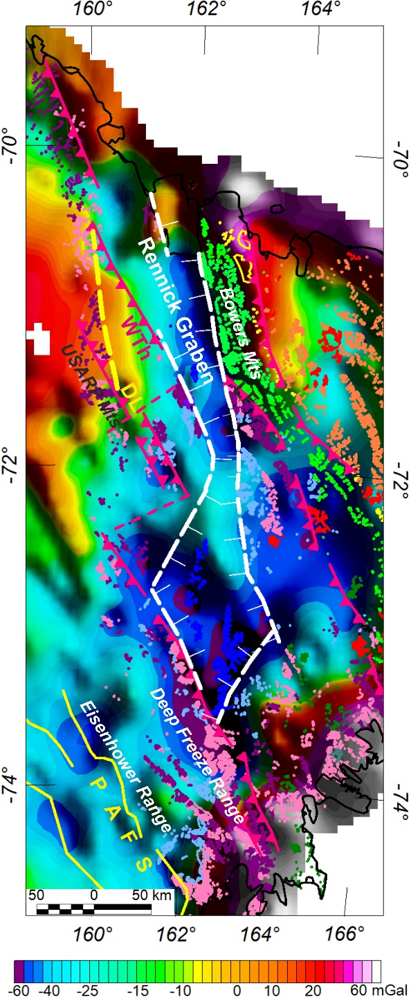 160° 162° 164°
-70° -70°
Rennick Graben
Bowers Mts
WTh
USARP Mts
DL
-72° -72°
Deep Freeze Range
Eisenhower Range
-74° -74°
P A F S
50 0 50 km
160° 162° 164° 166°
-60 -40 -25 -15 -10 0 10 20 60 mGal